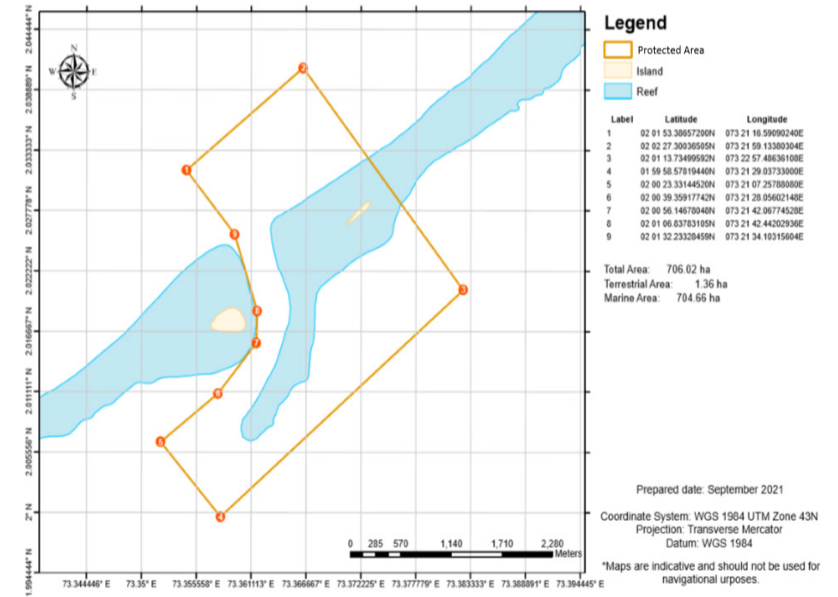 2.044444° N
2.038889° N
2.033333° N
2.027778° N
2.022222° N
2.016667° N
2.011111° N
2.005556° N
2° N
1.994444° N
N
W
E
S
1
2
3
4
5
6
7
8
9
0 285 570 1,140 1,710 2,280
Meters
73.344446° E 73.35° E 73.355558° E 73.361113° E 73.366667° E 73.372225° E 73.377779° E 73.383333° E 73.388891° E 73.394445° E
Legend
Protected Area
Island
Reef
Label Latitude Longitude
1 02 01 53.38657200N 073 21 16.59090240E
2 02 02 27.30036505N 073 21 59.13380304E
3 02 01 13.73499592N 073 22 57.48636108E
4 01 59 58.57819440N 073 21 29.03733000E
5 02 00 23.33144520N 073 21 07.25788080E
6 02 00 39.35917742N 073 21 28.05602148E
7 02 00 56.14678048N 073 21 42.06774528E
8 02 01 06.83783105N 073 21 42.44202936E
9 02 01 32.23328459N 073 21 34.10315604E
Total Area: 706.02 ha
Terrestrial Area: 1.36 ha
Marine Area: 704.66 ha
Prepared date: September 2021
Coordinate System: WGS 1984 UTM Zone 43N
Projection: Transverse Mercator
Datum: WGS 1984
*Maps are indicative and should not be used for
navigational urposes.